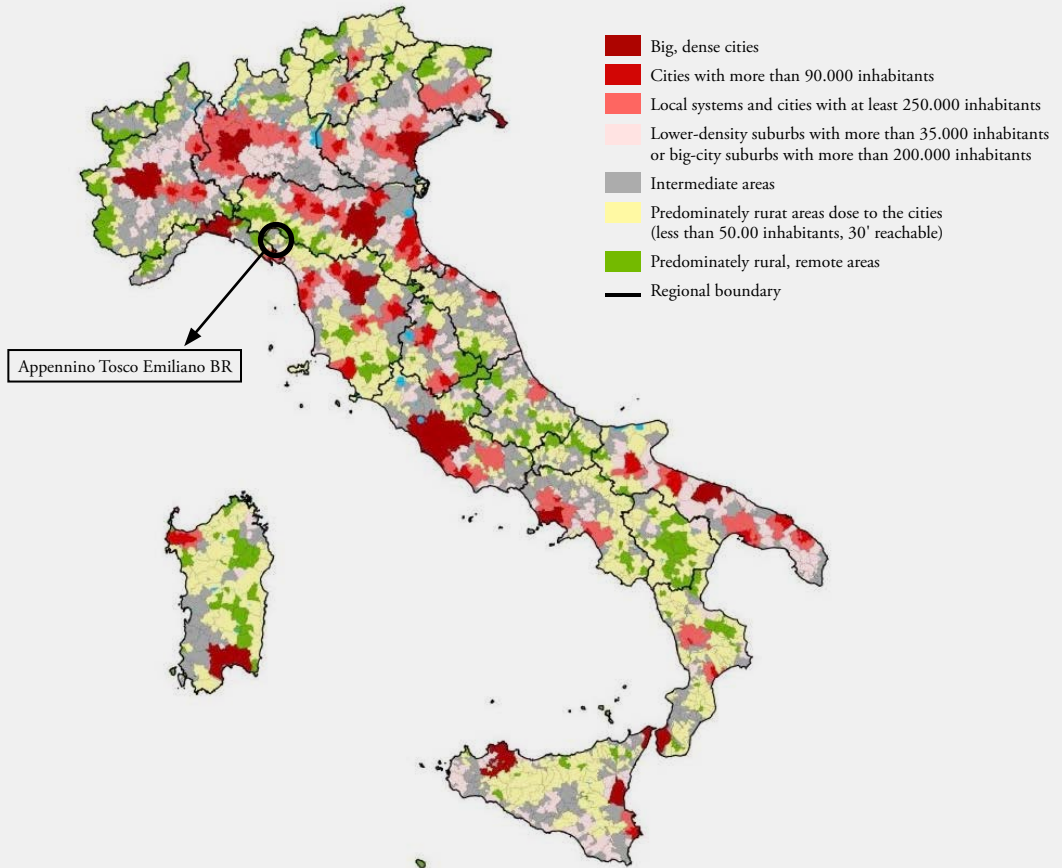 Big, dense cities
Cities with more than 90.000 inhabitants
Local systems and cities with at least 250.000 inhabitants
Lower-density suburbs with more than 35.000 inhabitants
or big-city suburbs with more than 200.000 inhabitants
Intermediate areas
Predominately rurat areas dose to the cities
(less than 50.00 inhabitants, 30' reachable)
Predominately rural, remote areas
Regional boundary
Appennino Tosco Emiliano BR